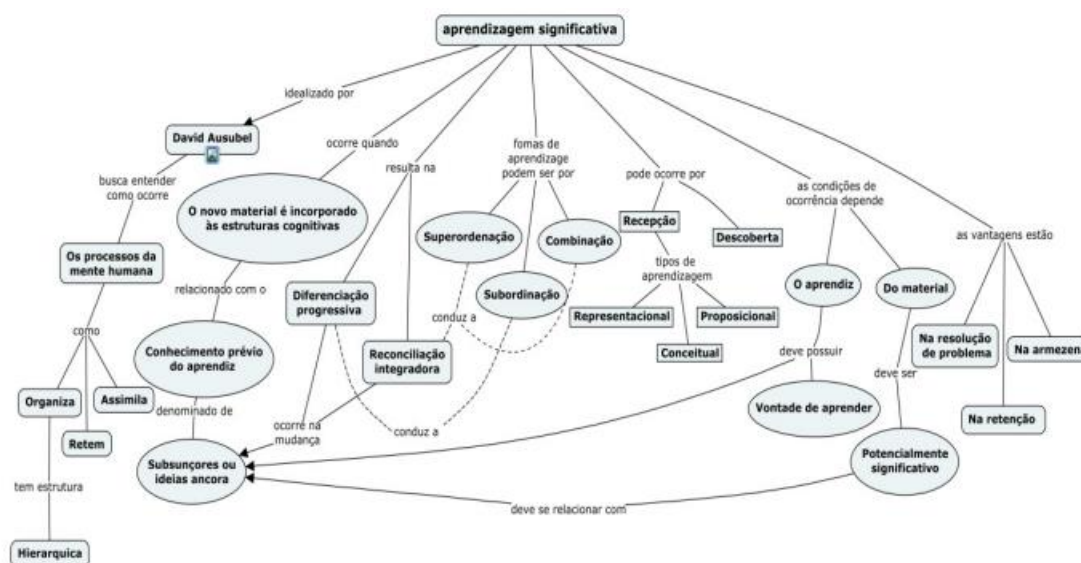 aprendizagem significativa
idealizado por
David Ausubel
busca entender
como ocorre
Os processos da
mente humana
como
Organiza
Retem
Assimila
tem estrutura
Hierarquica
ocorre quando
O novo material é incorporado
às estruturas cognitivas
relacionado com o
Conhecimento prévio
do aprendiz
denominado de
Subsunçores ou
ideias ancora
resulta na
Diferenciação
progressiva
Reconciliação
integradora
ocorre na
mudança
fomas de
aprendizage
podem ser por
Superordenação
Combinação
Subordinação
conduz a
conduz a
pode ocorre por
Recepção
Descoberta
tipos de
aprendizagem
Representacional
Proposicional
Conceitual
as condições de
ocorrência depende
O aprendiz
Do material
deve possuir
Vontade de aprender
deve ser
Potencialmente
significativo
deve se relacionar com
as vantagens estão
Na resolução
de problema
Na armezen
Na retenção